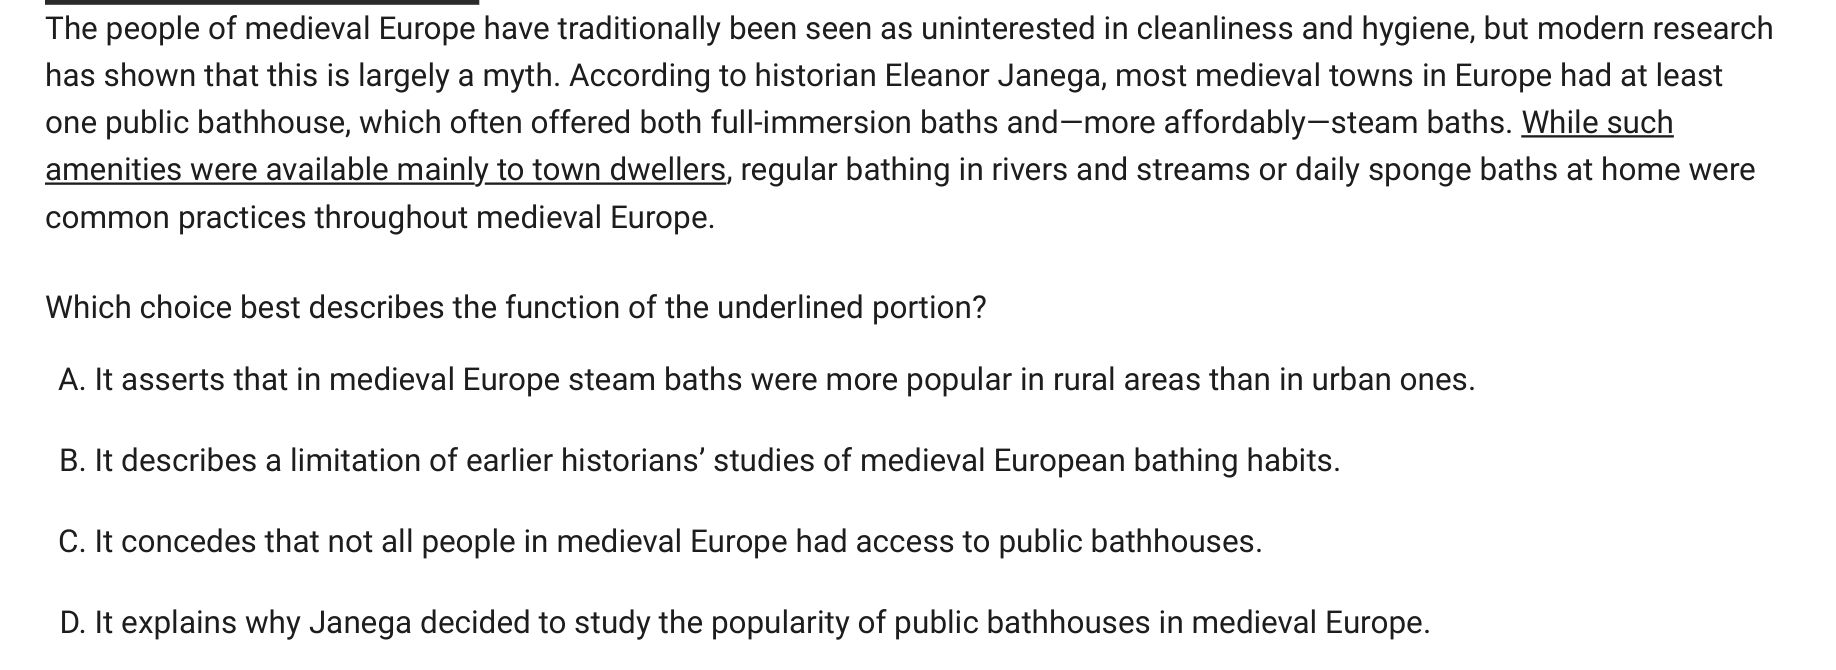 The people of medieval Europe have traditionally been seen as uninterested in cleanliness and hygiene, but modern research
has shown that this is largely a myth. According to historian Eleanor Janega, most medieval towns in Europe had at least
one public bathhouse, which often offered both full-immersion baths and—more affordably—steam baths. While such
amenities were available mainly to town dwellers, regular bathing in rivers and streams or daily sponge baths at home were
common practices throughout medieval Europe.
Which choice best describes the function of the underlined portion?
A. It asserts that in medieval Europe steam baths were more popular in rural areas than in urban ones.
B. It describes a limitation of earlier historians’ studies of medieval European bathing habits.
C. It concedes that not all people in medieval Europe had access to public bathhouses.
D. It explains why Janega decided to study the popularity of public bathhouses in medieval Europe.